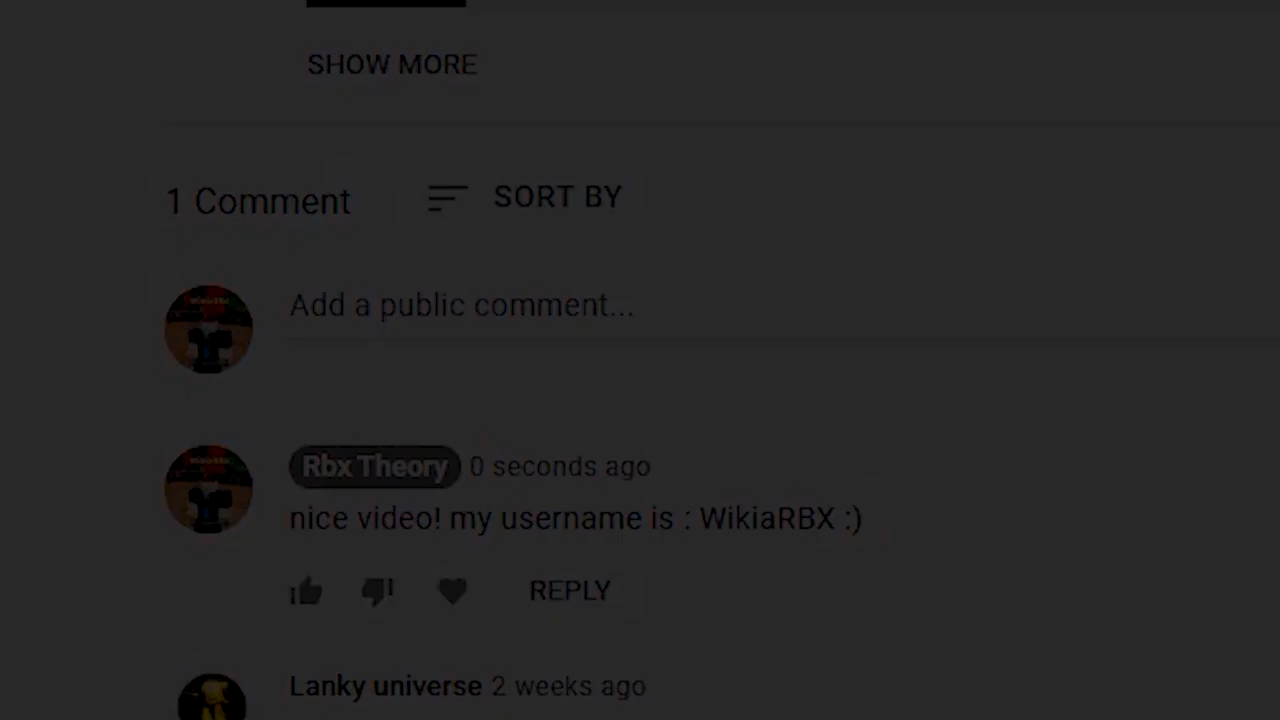 SHOW MORE
1 Comment
SORT BY
Add a public comment...
Rbx Theory 0 seconds ago
nice video! my username is : WikiaRBX :)
REPLY
Lanky universe 2 weeks ago